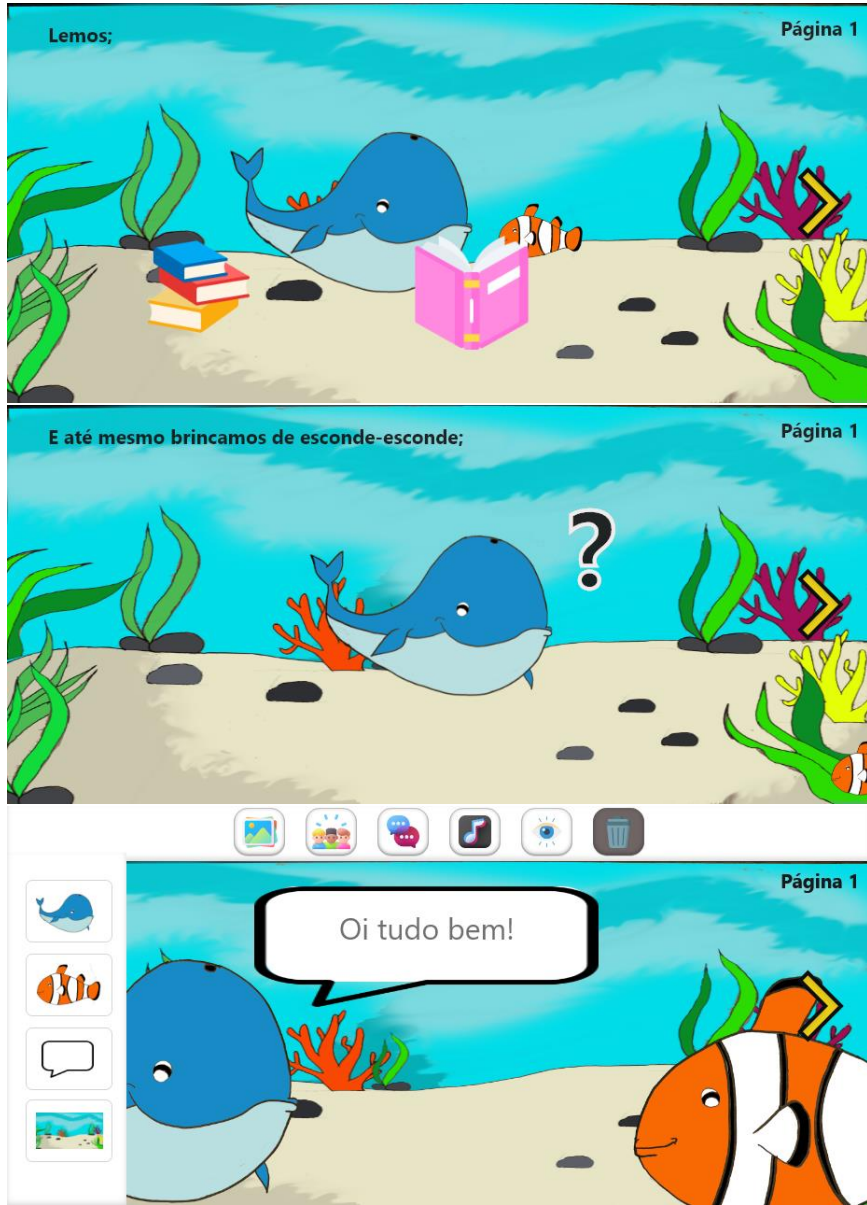 Lemos;
Página 1
E até mesmo brincamos de esconde-esconde;
Página 1
?
Página 1
Oi tudo bem!